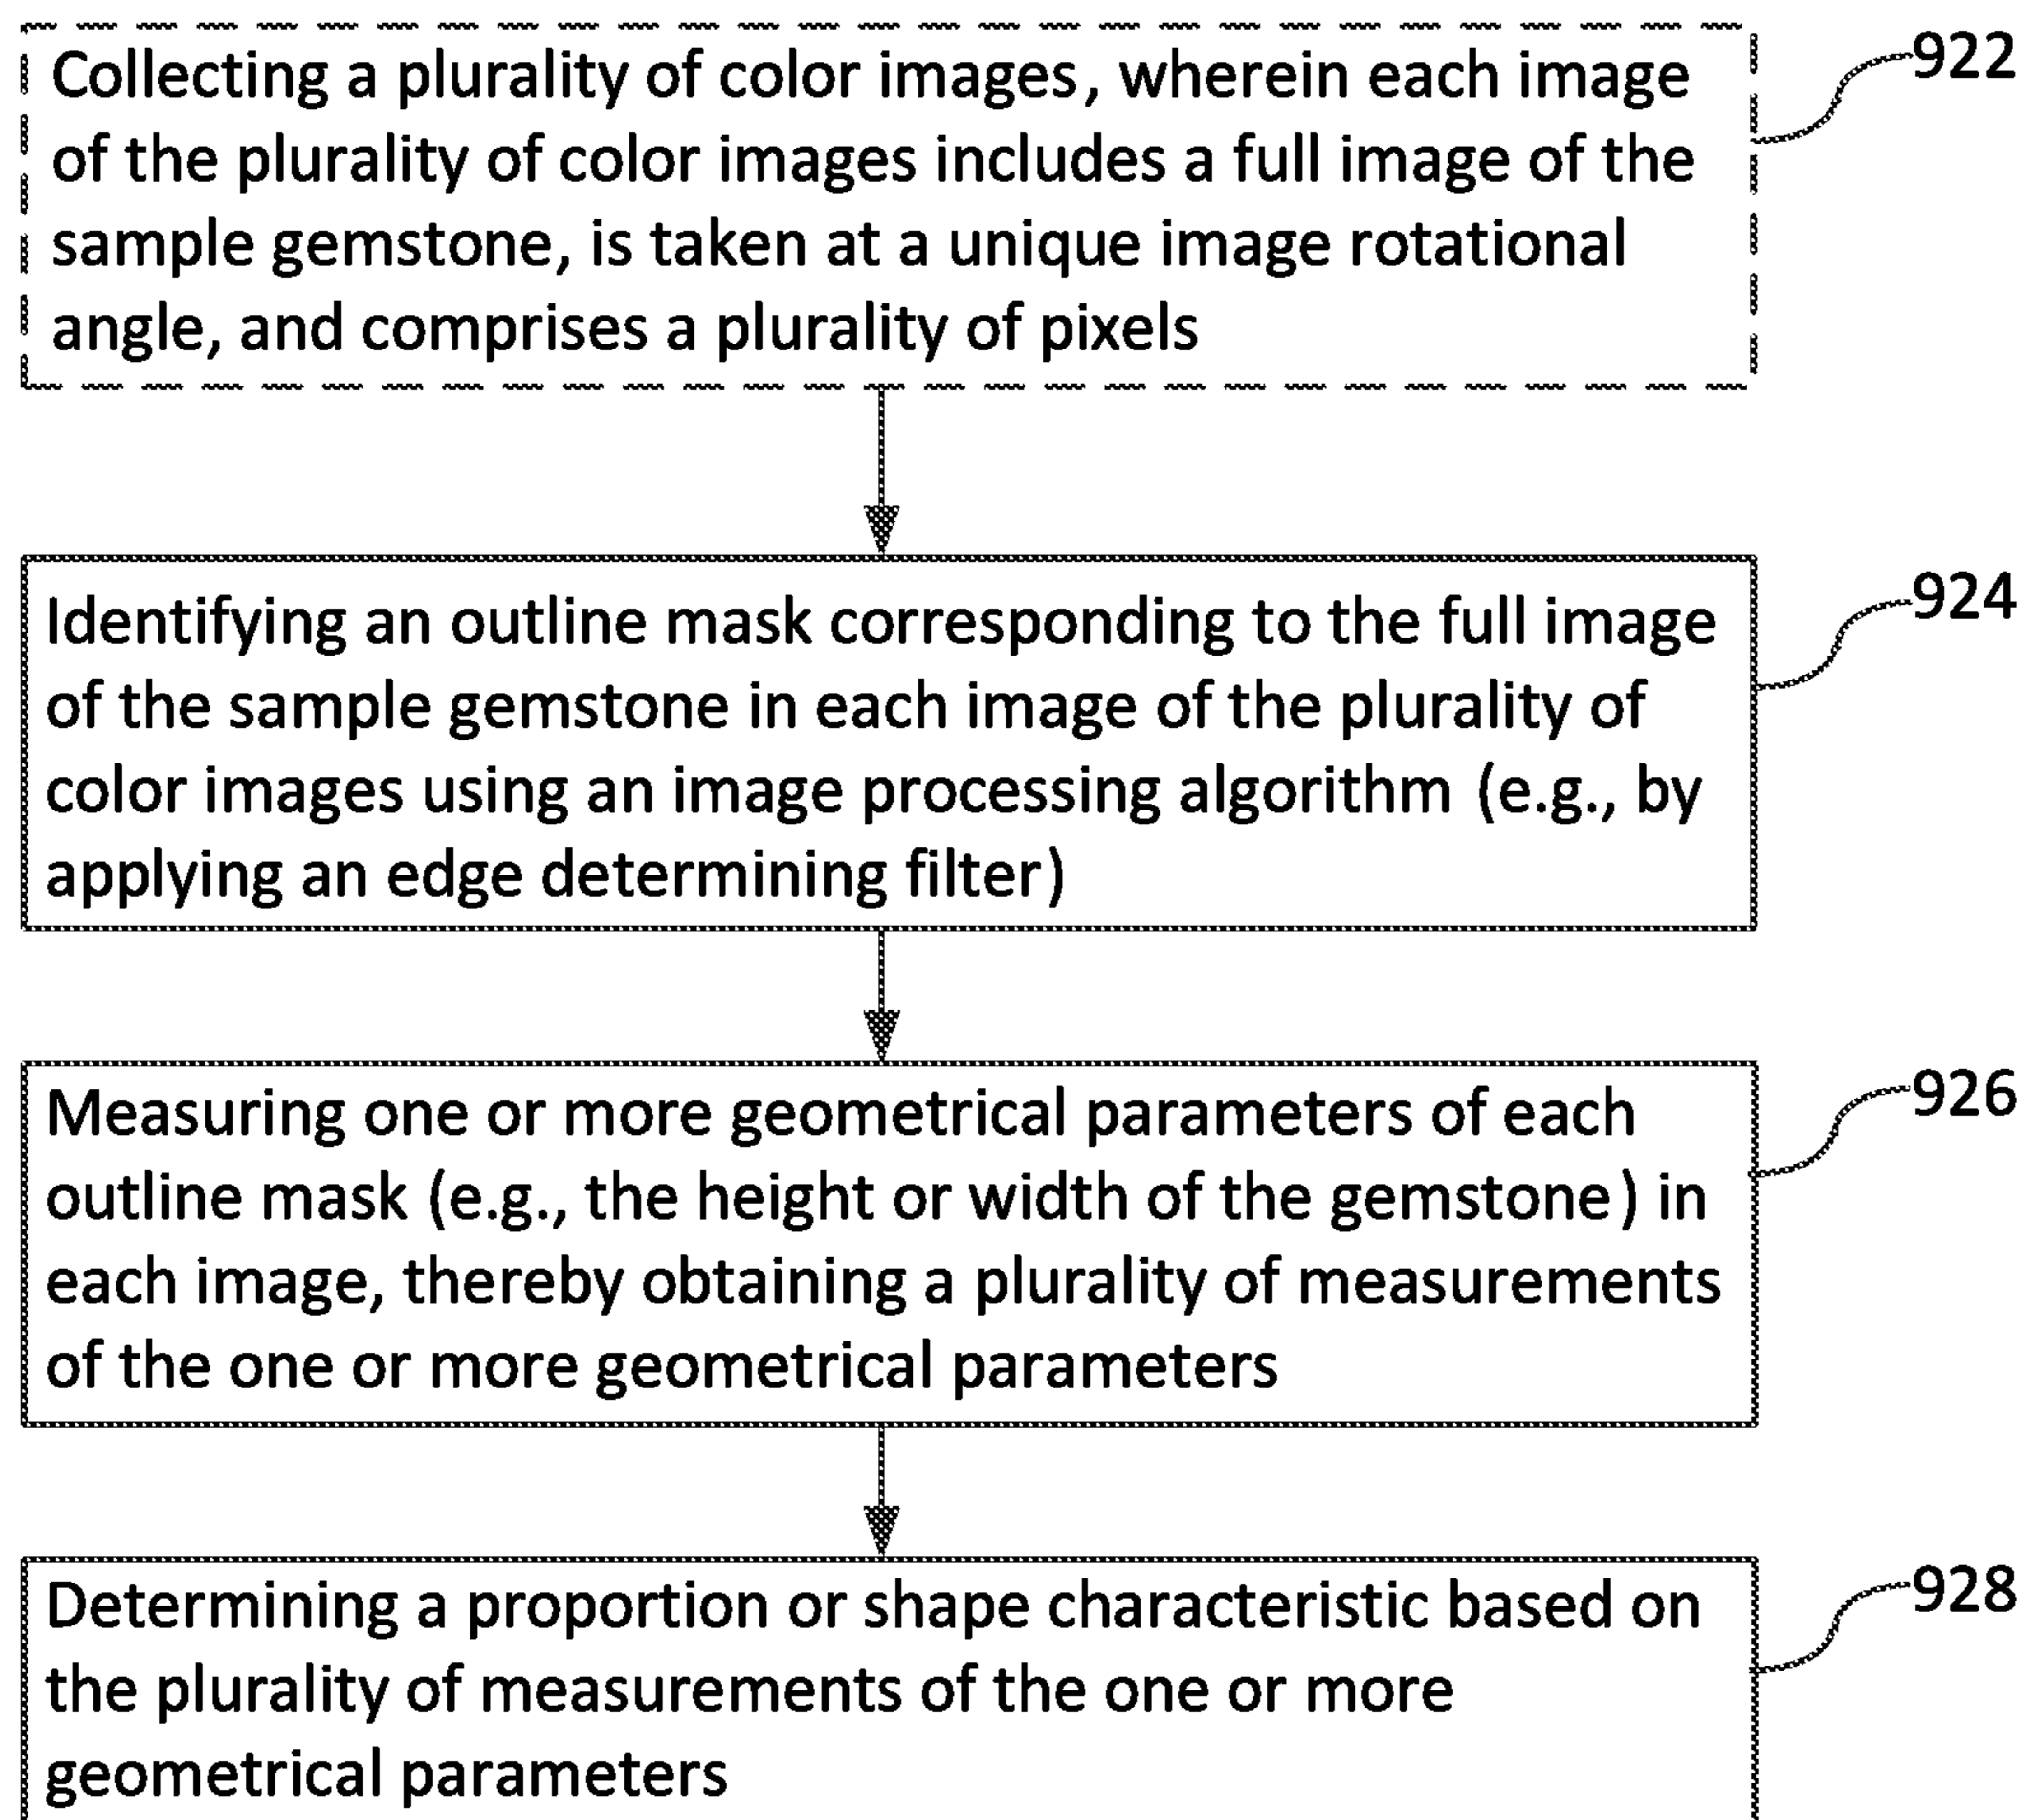 Collecting a plurality of color images, wherein each image
of the plurality of color images includes a full image of the
sample gemstone, is taken at a unique image rotational
angle, and comprises a plurality of pixels
922
Identifying an outline mask corresponding to the full image
of the sample gemstone in each image of the plurality of
color images using an image processing algorithm (e.g., by
applying an edge determining filter)
924
Measuring one or more geometrical parameters of each
outline mask (e.g., the height or width of the gemstone) in
each image, thereby obtaining a plurality of measurements
of the one or more geometrical parameters
926
Determining a proportion or shape characteristic based on
the plurality of measurements of the one or more
geometrical parameters
928